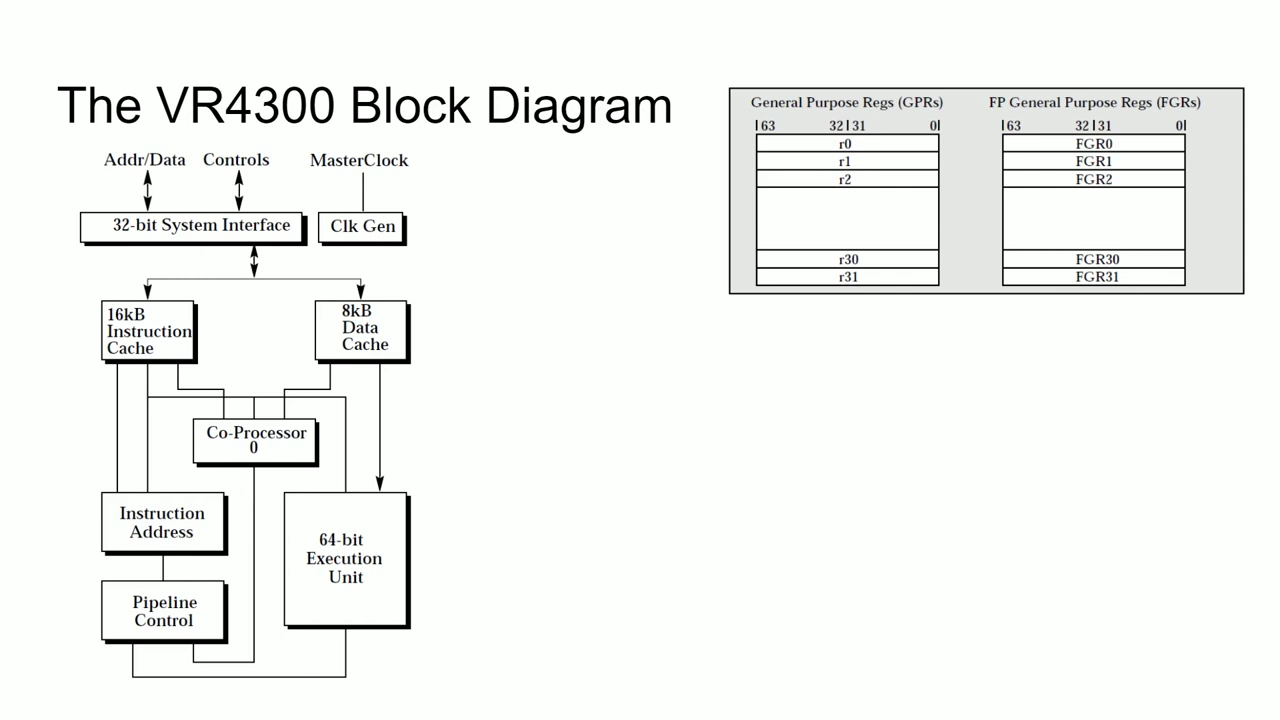 The VR4300 Block Diagram
Addr/Data Controls MasterClock
32-bit System Interface
Clk Gen
16kB
Instruction
Cache
8kB
Data
Cache
Co-Processor
0
Instruction
Address
64-bit
Execution
Unit
Pipeline
Control
General Purpose Regs (GPRs)
63 32 31 0
r0
r1
r2
r30
r31
FP General Purpose Regs (FGRs)
63 32 31 0
FGR0
FGR1
FGR2
FGR30
FGR31